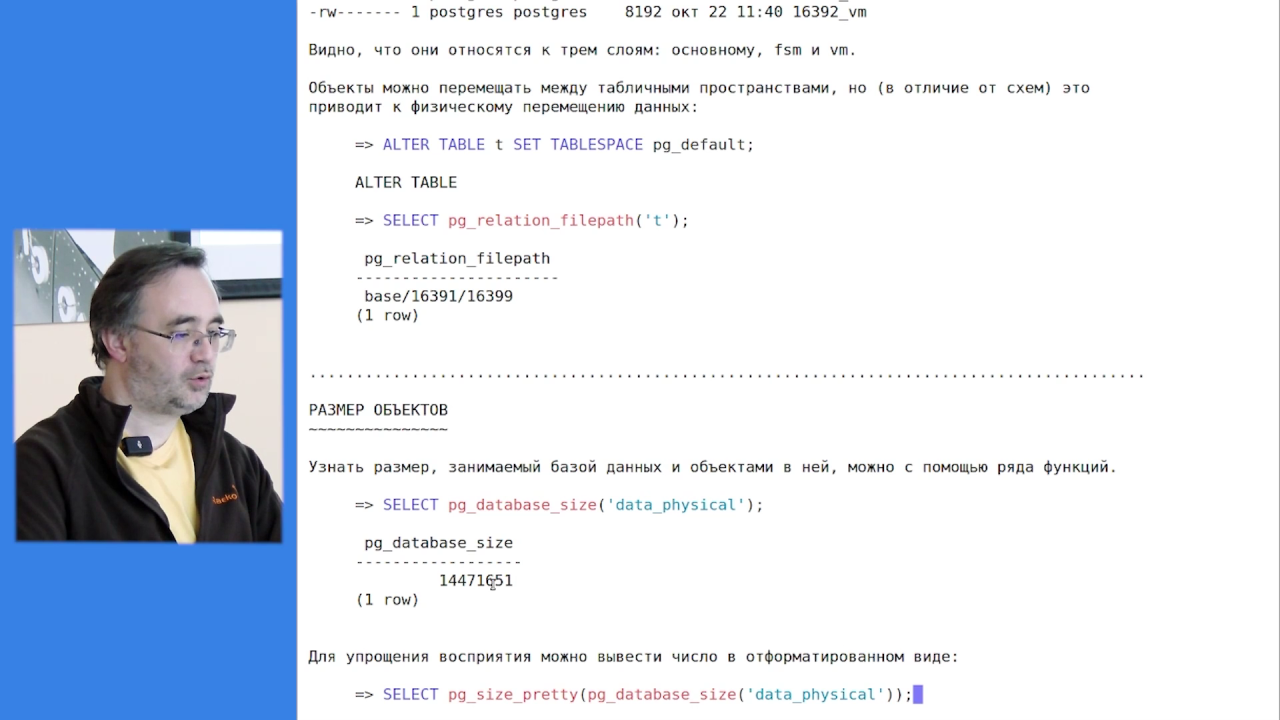 -rw------- 1 postgres postgres    8192 окт 22 11:40 16392_vm
Видно, что они относятся к трем слоям: основному, fsm и vm.
Объекты можно перемещать между табличными пространствами, но (в отличие от схем) это
приводит к физическому перемещению данных:
=> ALTER TABLE t SET TABLESPACE pg_default;
ALTER TABLE
=> SELECT pg_relation_filepath('t');
pg_relation_filepath
----------------------
base/16391/16399
(1 row)
..........................................................................................
РАЗМЕР ОБЪЕКТОВ
~~~~~~~~~~~~~~~
Узнать размер, занимаемый базой данных и объектами в ней, можно с помощью ряда функций.
=> SELECT pg_database_size('data_physical');
pg_database_size
------------------
14471651
(1 row)
Для упрощения восприятия можно вывести число в отформатированном виде:
=> SELECT pg_size_pretty(pg_database_size('data_physical'));